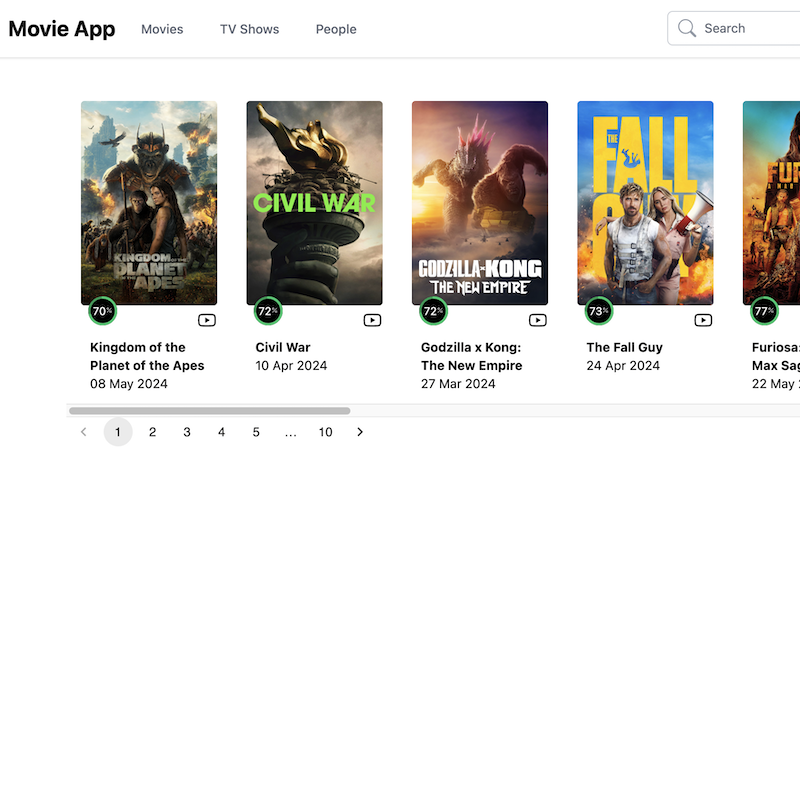 Movie App Movies TV Shows People Search
KINGDOM OF THE
PLANET
OF THE APES
CIVIL WAR
GODZILLA x KONG
THE NEW EMPIRE
THE FALL
GUY
FUR
70% 72% 72% 73% 77%
Kingdom of the
Planet of the Apes
08 May 2024
Civil War
10 Apr 2024
Godzilla x Kong:
The New Empire
27 Mar 2024
The Fall Guy
24 Apr 2024
Furiosa:
Max Sag
22 May 2
1 2 3 4 5 ... 10